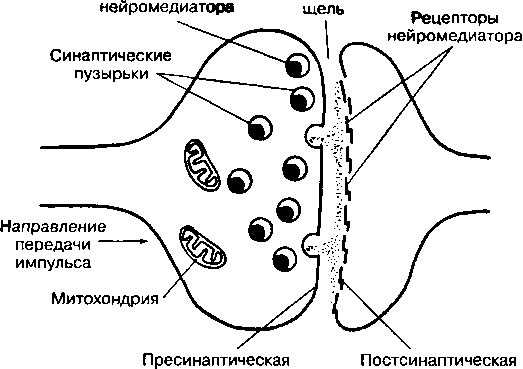 нейромедиатора
щель
Рецепторы
нейромедиатора
Синаптические
пузырьки
Направление
передачи
импульса
Митохондрия
Пресинаптическая
Постсинаптическая